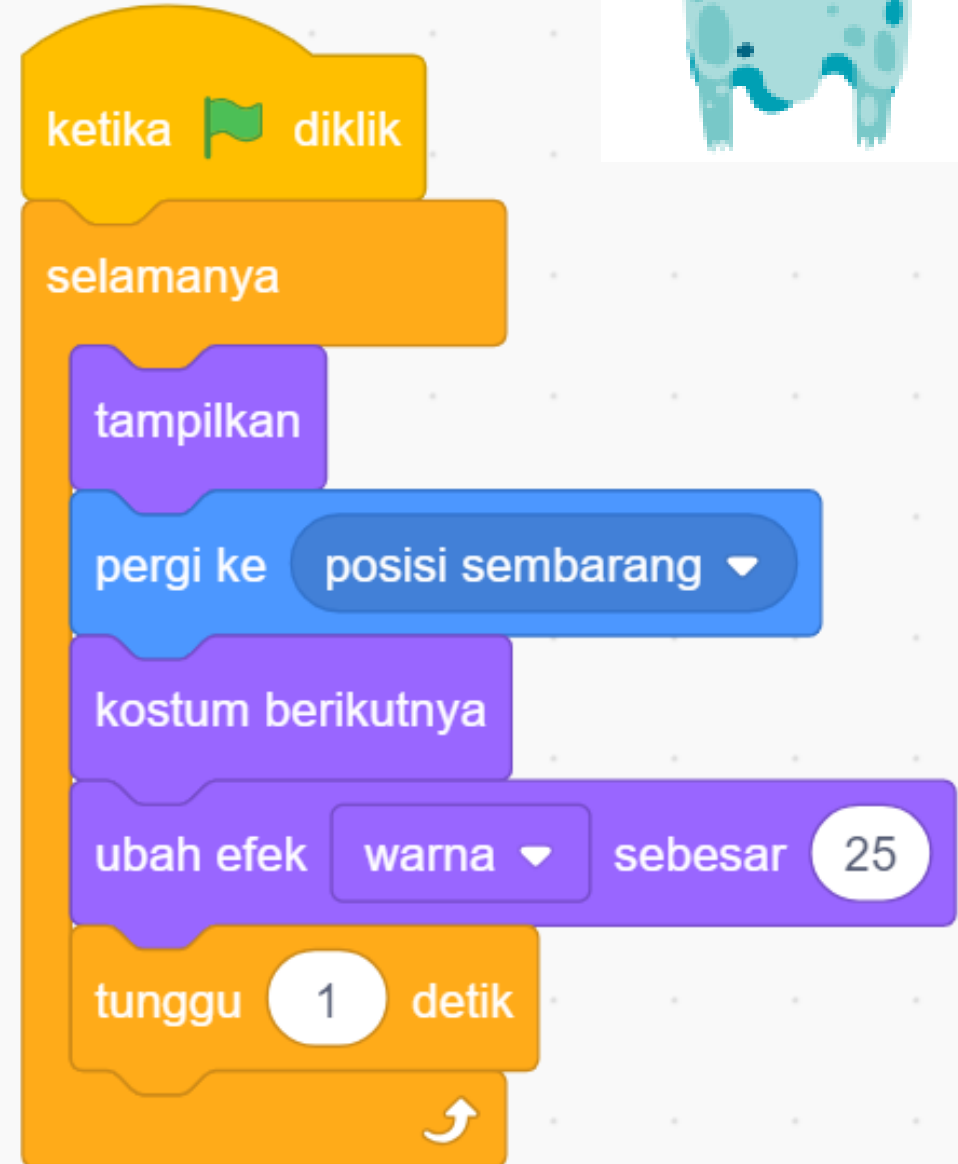 ketika diklik
selamanya
tampilkan
pergi ke posisi sembarang
kostum berikutnya
ubah efek warna sebesar 25
tunggu 1 detik